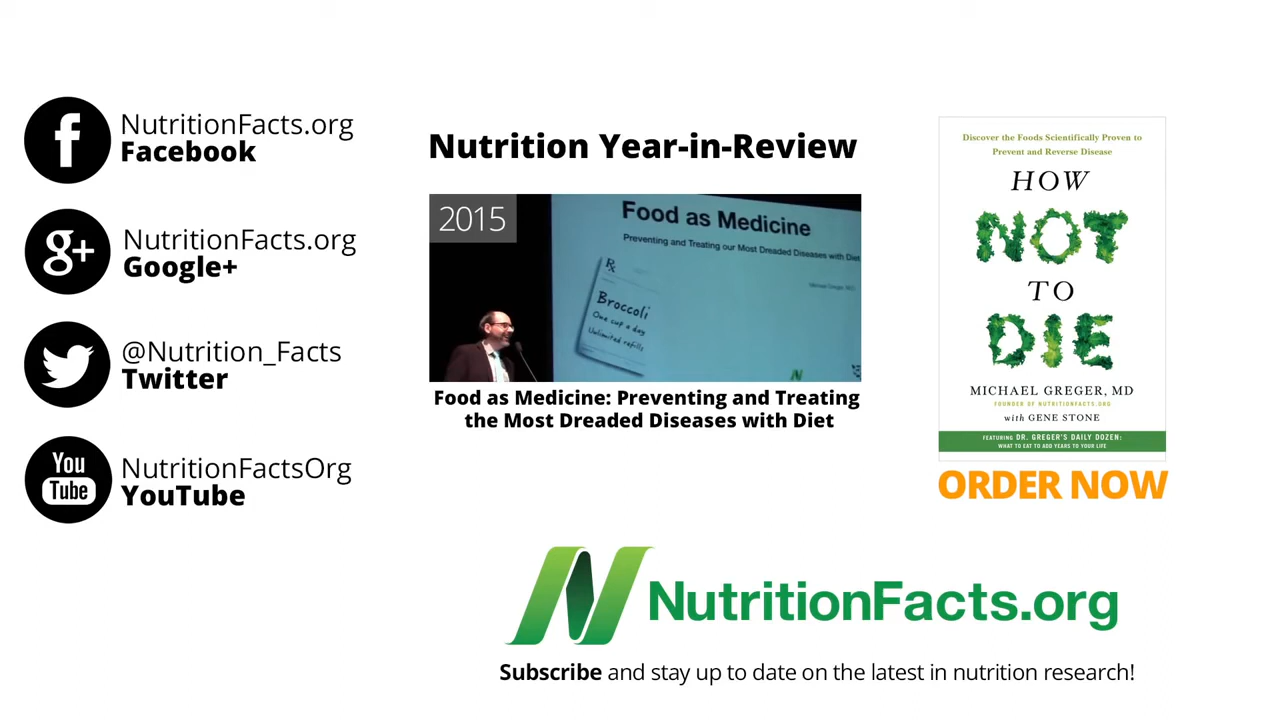 NutritionFacts.org
Facebook
NutritionFacts.org
Google+
@Nutrition_Facts
Twitter
You
Tube
NutritionFactsOrg
YouTube
Nutrition Year-in-Review
2015
Food as Medicine
Preventing and Treating our Most Dreaded Diseases with Diet
Michael Greger, MD
Rx
Broccoli
One cup a day
Unlimited refills
Food as Medicine: Preventing and Treating
the Most Dreaded Diseases with Diet
Discover the Foods Scientifically Proven to
Prevent and Reverse Disease
HOW
NOT
TO
DIE
MICHAEL GREGER, MD
FOUNDER OF NUTRITIONFACTS.ORG
with GENE STONE
FEATURING DR. GREGER'S DAILY DOZEN:
WHAT TO EAT TO ADD YEARS TO YOUR LIFE
ORDER NOW
NutritionFacts.org
Subscribe and stay up to date on the latest in nutrition research!